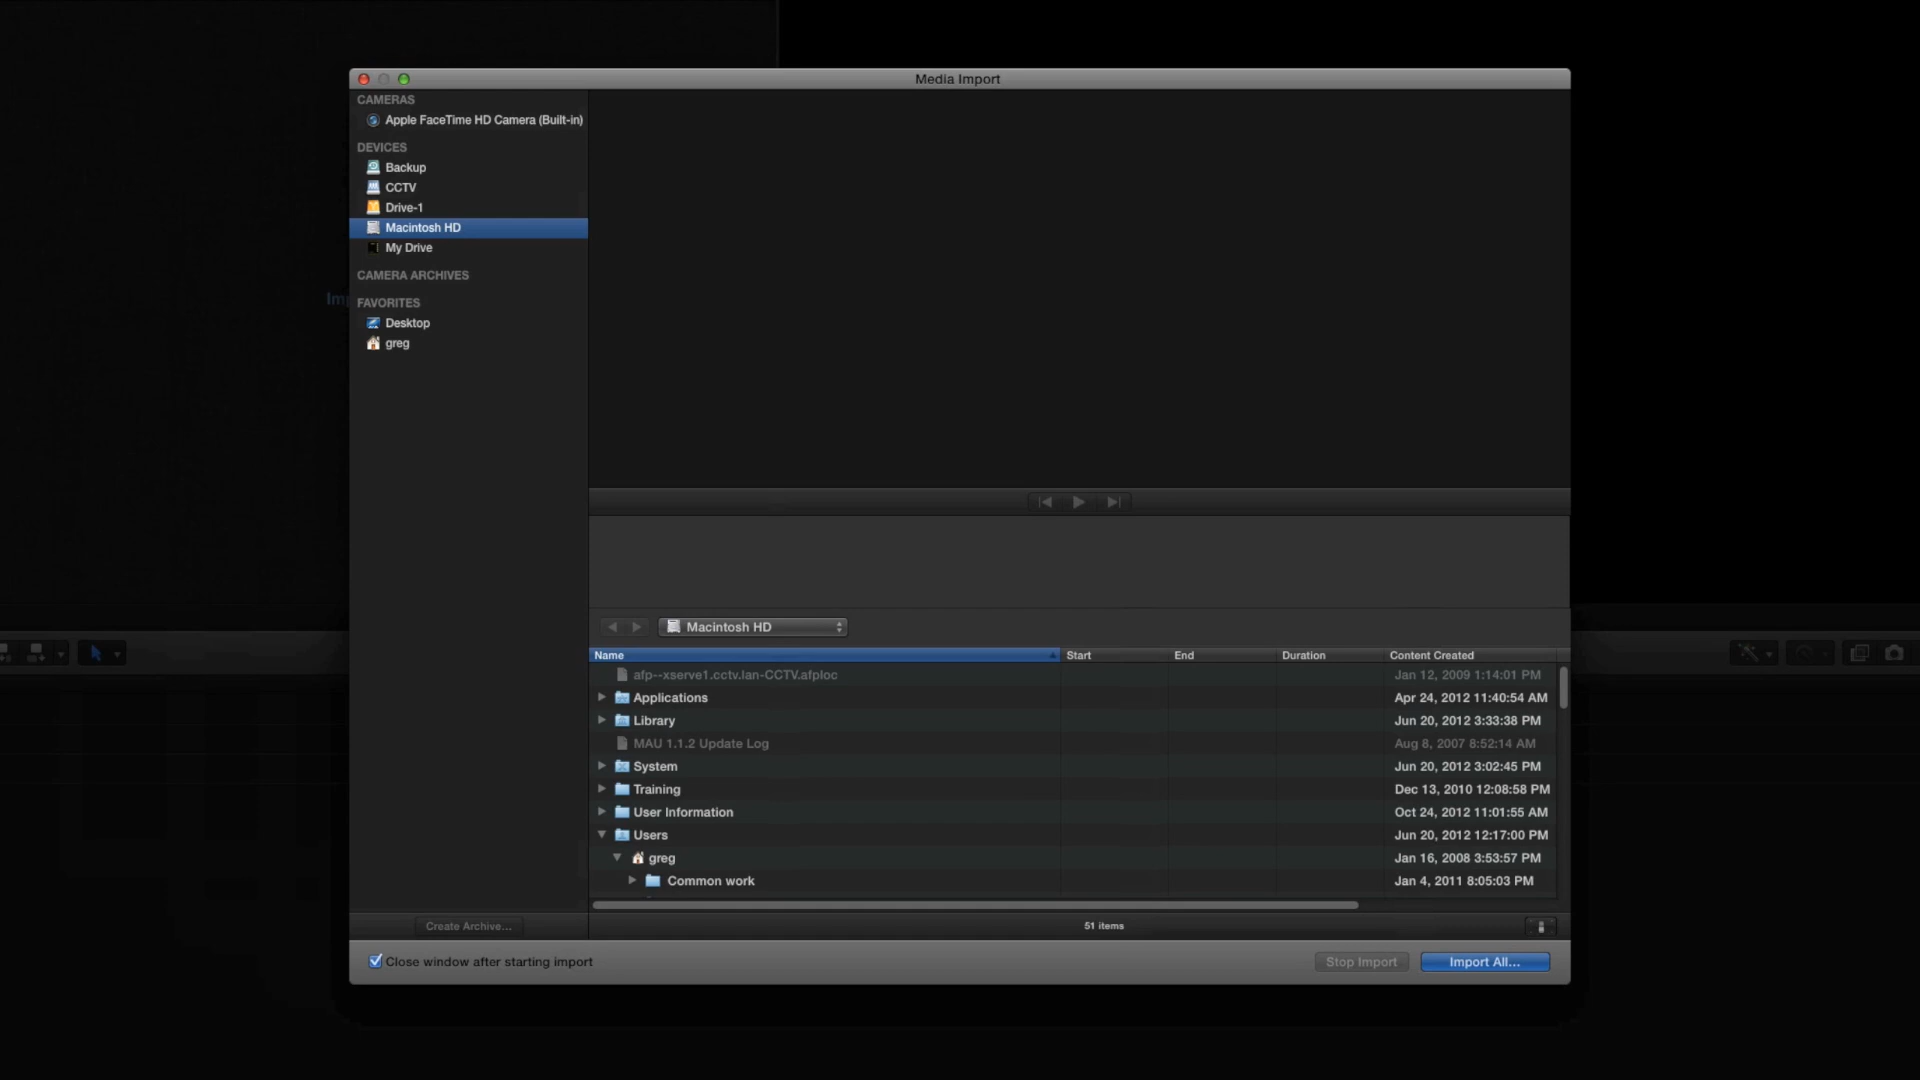 Media Import
CAMERAS
Apple FaceTime HD Camera (Built-in)
DEVICES
Backup
CCTV
Drive-1
Macintosh HD
My Drive
CAMERA ARCHIVES
FAVORITES
Desktop
greg
Macintosh HD
Name Start End Duration Content Created
afp--xserve1.cctv.lan-CCTV.afploc Jan 12, 2009 1:14:01 PM
Applications Apr 24, 2012 11:40:54 AM
Library Jun 20, 2012 3:33:38 PM
MAU 1.1.2 Update Log Aug 8, 2007 8:52:14 AM
System Jun 20, 2012 3:02:45 PM
Training Dec 13, 2010 12:08:58 PM
User Information Oct 24, 2012 11:01:55 AM
Users Jun 20, 2012 12:17:00 PM
greg Jan 16, 2008 3:53:57 PM
Common work Jan 4, 2011 8:05:03 PM
Create Archive... 51 items
Close window after starting import Stop Import Import All...